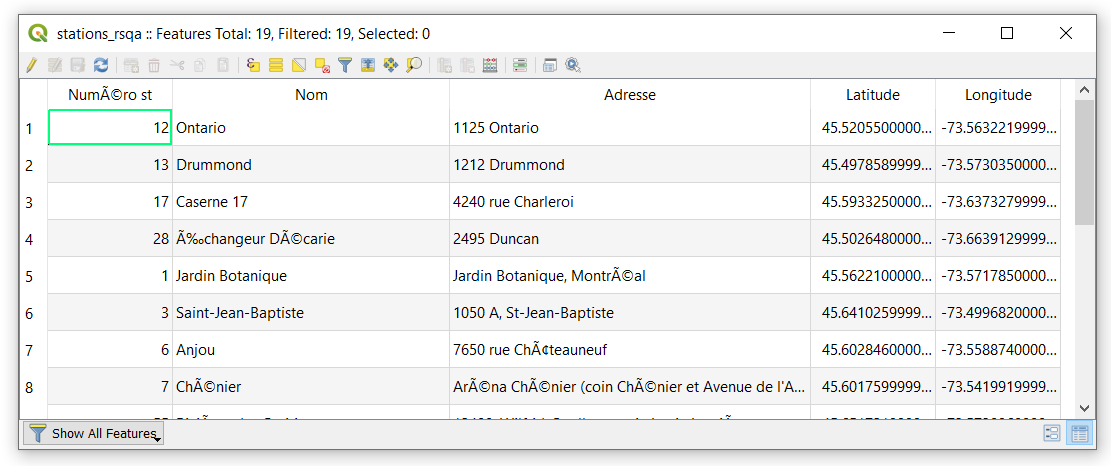 stations_rsqa :: Features Total: 19, Filtered: 19, Selected: 0
NumÃ©ro st Nom Adresse Latitude Longitude
1 12 Ontario 1125 Ontario 45.5205500000... -73.5632219999...
2 13 Drummond 1212 Drummond 45.4978589999... -73.5730350000...
3 17 Caserne 17 4240 rue Charleroi 45.5933250000... -73.6373279999...
4 28 Ã‰changeur DÃ©carie 2495 Duncan 45.5026480000... -73.6639129999...
5 1 Jardin Botanique Jardin Botanique, MontrÃ©al 45.5622100000... -73.5717850000...
6 3 Saint-Jean-Baptiste 1050 A, St-Jean-Baptiste 45.6410259999... -73.4996820000...
7 6 Anjou 7650 rue ChÃ¢teauneuf 45.6028460000... -73.5588740000...
8 7 ChÃ©nier ArÃ©na ChÃ©nier (coin ChÃ©nier et Avenue de l'A... 45.6017599999... -73.5419919999...
Show All Features